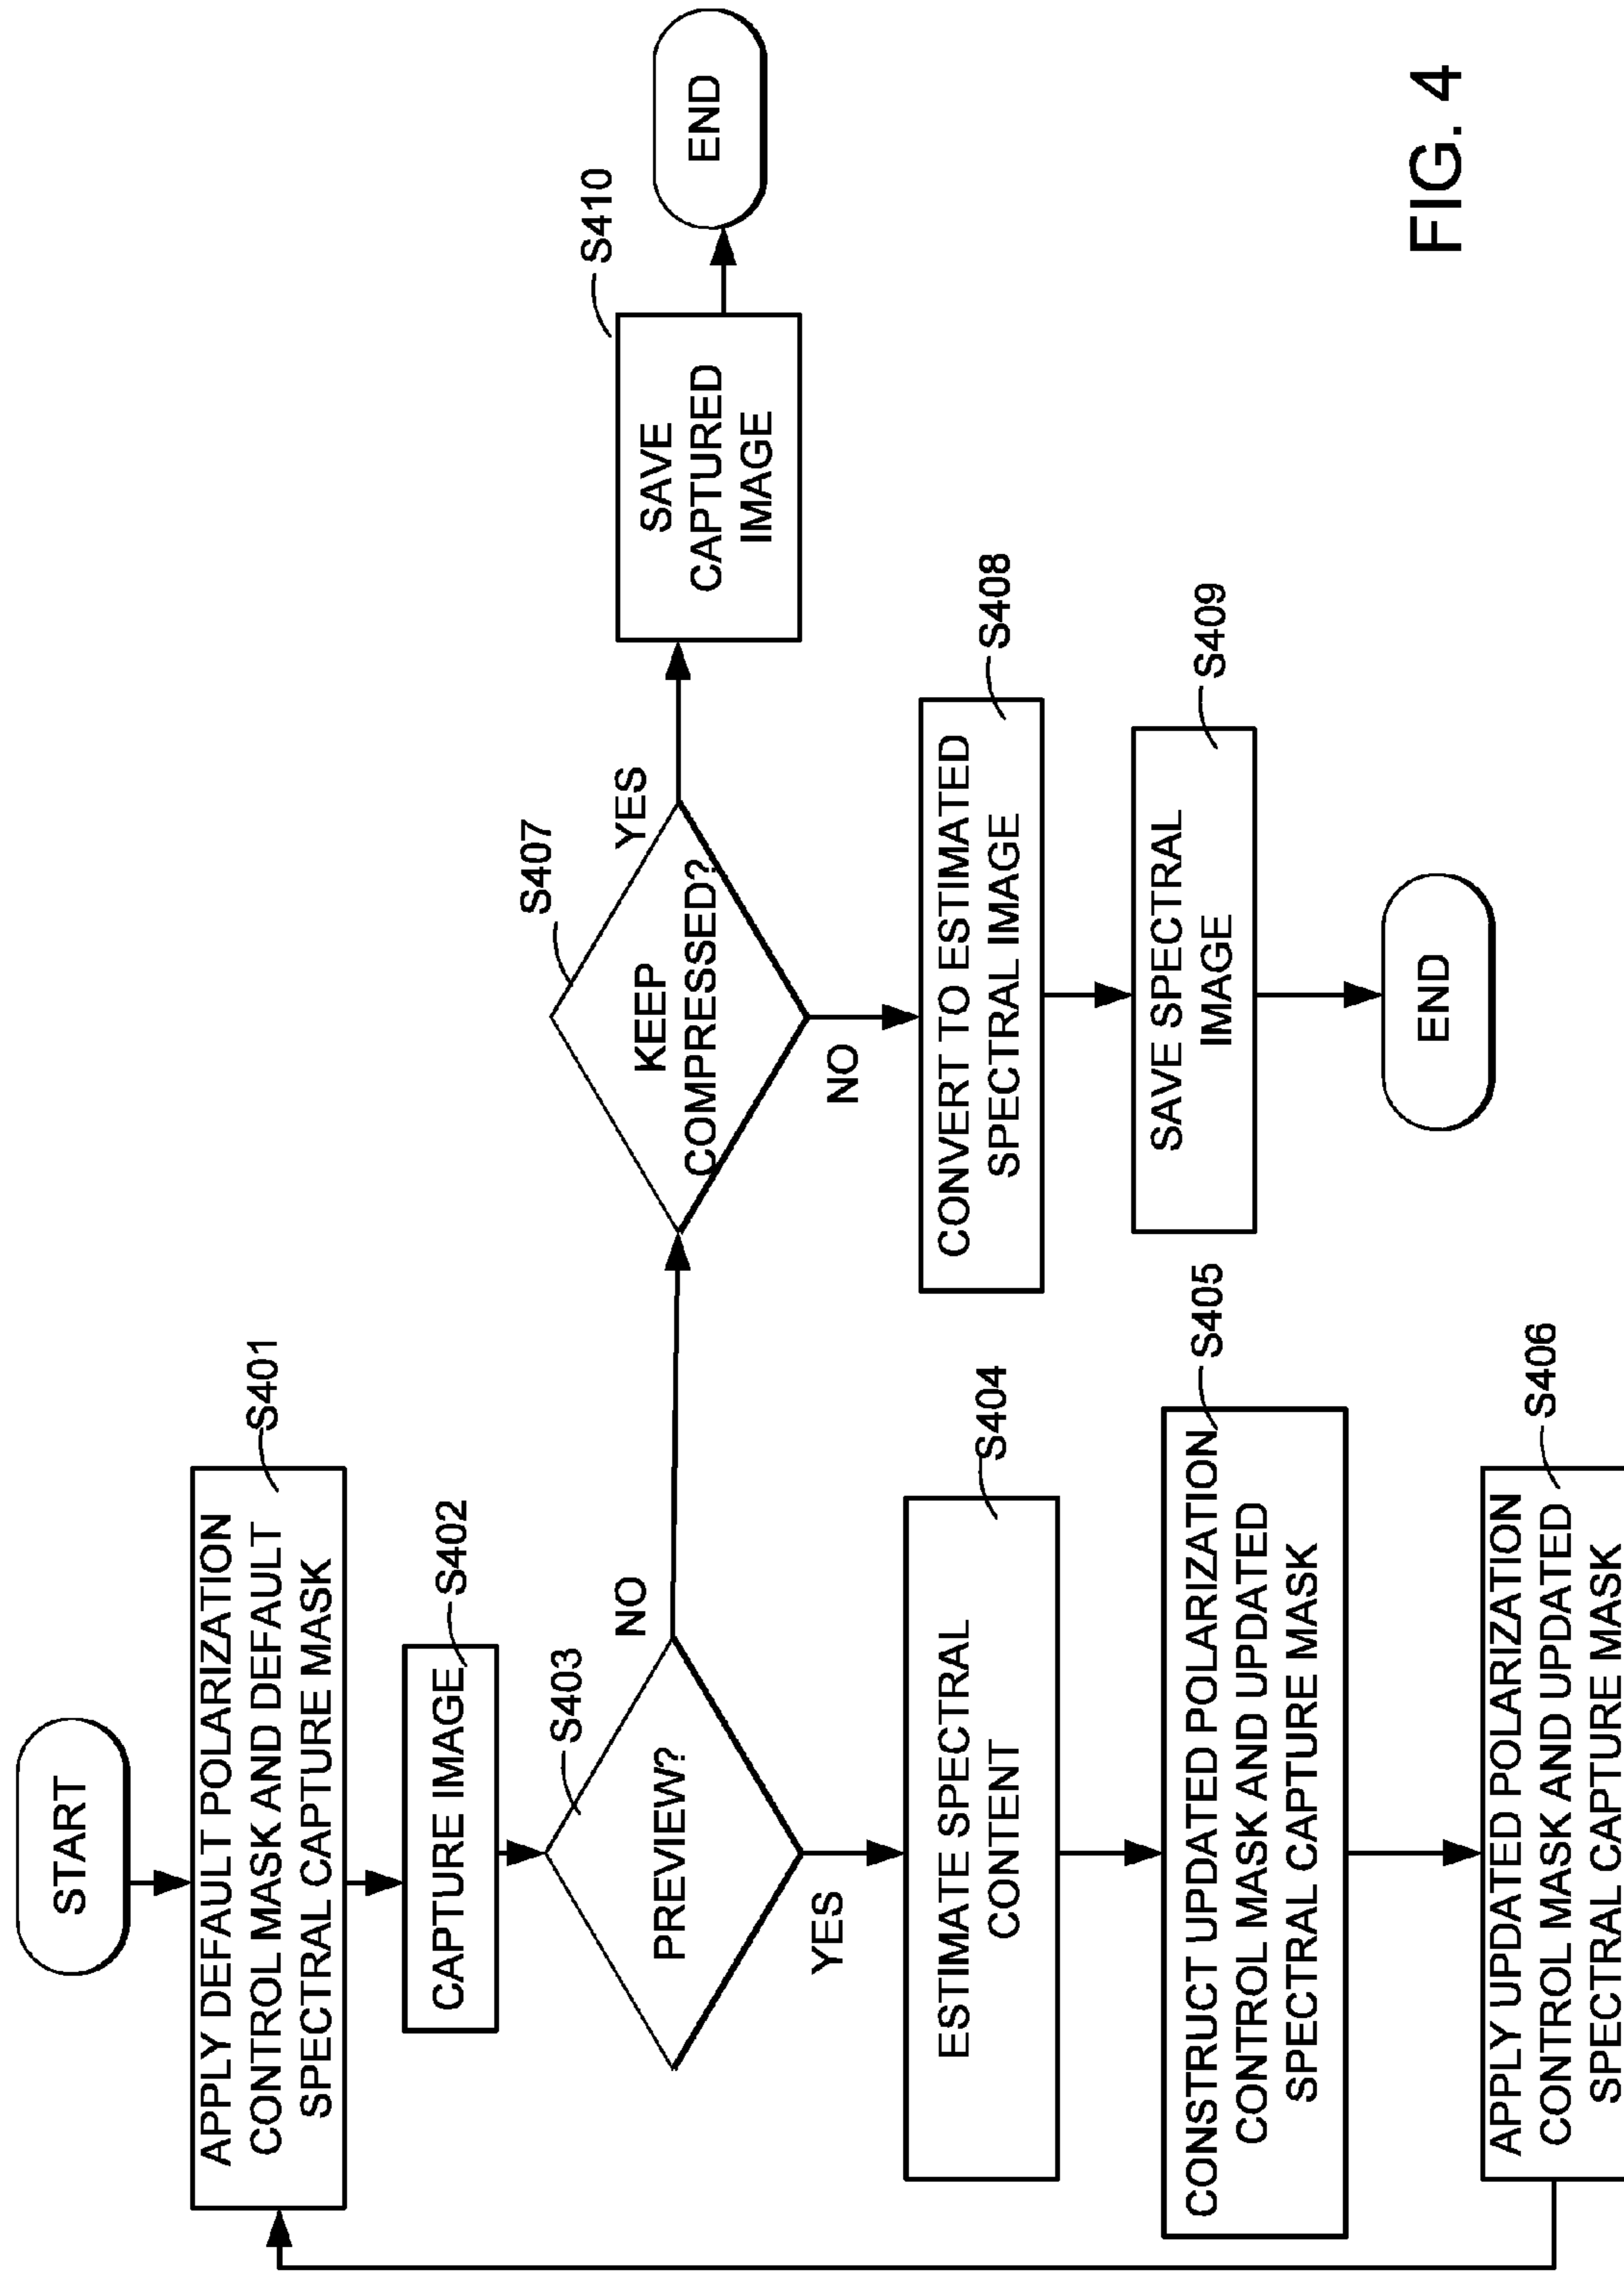 START
APPLY DEFAULT POLARIZATION
CONTROL MASK AND DEFAULT
SPECTRAL CAPTURE MASK
S401
CAPTURE IMAGE
S402
PREVIEW?
S403
NO
YES
ESTIMATE SPECTRAL
CONTENT
S404
CONSTRUCT UPDATED POLARIZATION
CONTROL MASK AND UPDATED
SPECTRAL CAPTURE MASK
S405
APPLY UPDATED POLARIZATION
CONTROL MASK AND UPDATED
SPECTRAL CAPTURE MASK
S406
KEEP
COMPRESSED?
S407
YES
NO
CONVERT TO ESTIMATED
SPECTRAL IMAGE
S408
SAVE SPECTRAL
IMAGE
S409
END
SAVE
CAPTURED
IMAGE
S410
END
FIG. 4